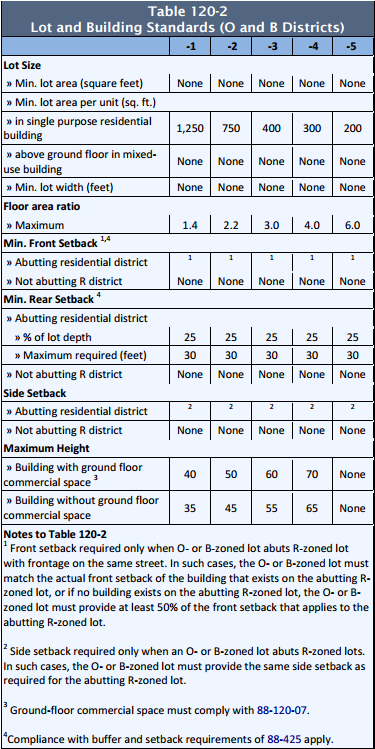 Table 120-2
Lot and Building Standards (O and B Districts)
-1 -2 -3 -4 -5
Lot Size
» Min. lot area (square feet) None None None None None
» Min. lot area per unit (sq. ft.)
» in single purpose residential
building 1,250 750 400 300 200
» above ground floor in mixed-
use building None None None None None
» Min. lot width (feet) None None None None None
Floor area ratio
» Maximum 1.4 2.2 3.0 4.0 6.0
Min. Front Setback 1,4
» Abutting residential district 1 1 1 1 1
» Not abutting R district None None None None None
Min. Rear Setback 4
» Abutting residential district
» % of lot depth 25 25 25 25 25
» Maximum required (feet) 30 30 30 30 30
» Not abutting R district None None None None None
Side Setback
» Abutting residential district 2 2 2 2 2
» Not abutting R district None None None None None
Maximum Height
» Building with ground floor
commercial space 3 40 50 60 70 None
» Building without ground floor
commercial space 35 45 55 65 None
Notes to Table 120-2
1 Front setback required only when O- or B-zoned lot abuts R-zoned lot
with frontage on the same street. In such cases, the O- or B-zoned lot must
match the actual front setback of the building that exists on the abutting R-
zoned lot, or if no building exists on the abutting R-zoned lot, the O- or B-
zoned lot must provide at least 50% of the front setback that applies to the
abutting R-zoned lot.
2 Side setback required only when an O- or B-zoned lot abuts R-zoned lots.
In such cases, the O- or B-zoned lot must provide the same side setback as
required for the abutting R-zoned lot.
3 Ground-floor commercial space must comply with 88-120-07.
4Compliance with buffer and setback requirements of 88-425 apply.